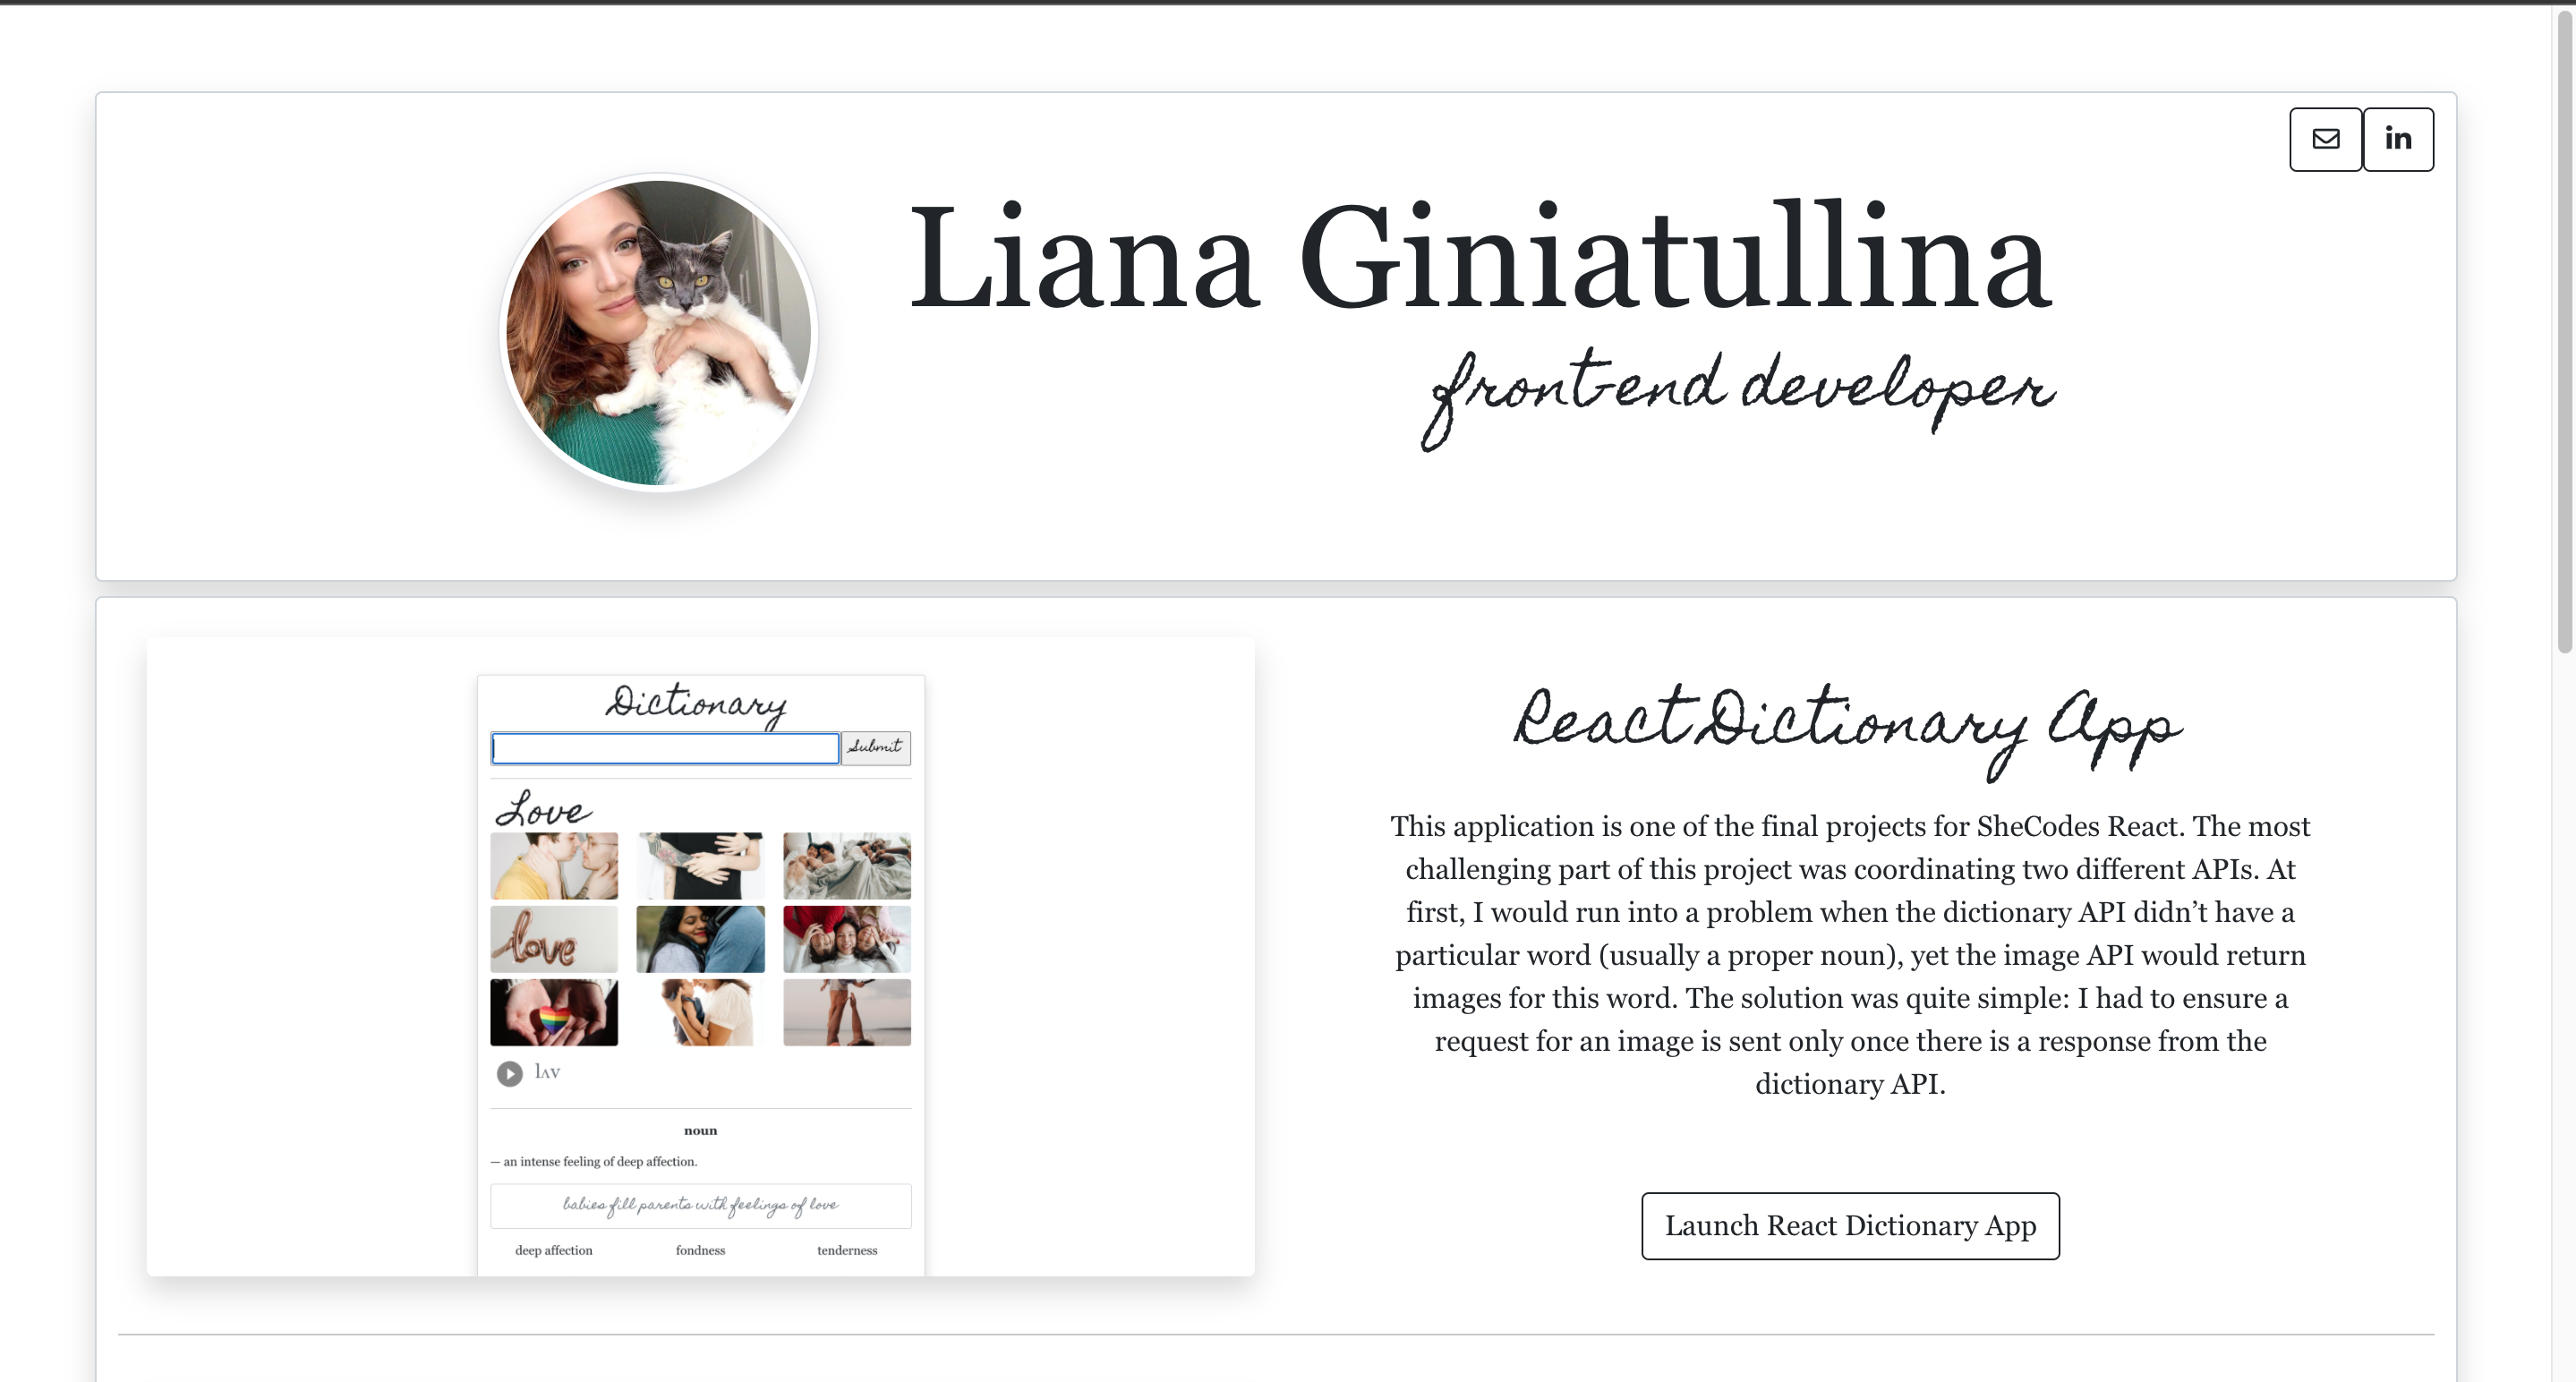 in
Liana Giniatullina
front-end developer
Dictionary
Submit
Love
love
lʌv
noun
— an intense feeling of deep affection.
babies fill parents with feelings of love
deep affection fondness tenderness
React Dictionary App
This application is one of the final projects for SheCodes React. The most
challenging part of this project was coordinating two different APIs. At
first, I would run into a problem when the dictionary API didn’t have a
particular word (usually a proper noun), yet the image API would return
images for this word. The solution was quite simple: I had to ensure a
request for an image is sent only once there is a response from the
dictionary API.
Launch React Dictionary App